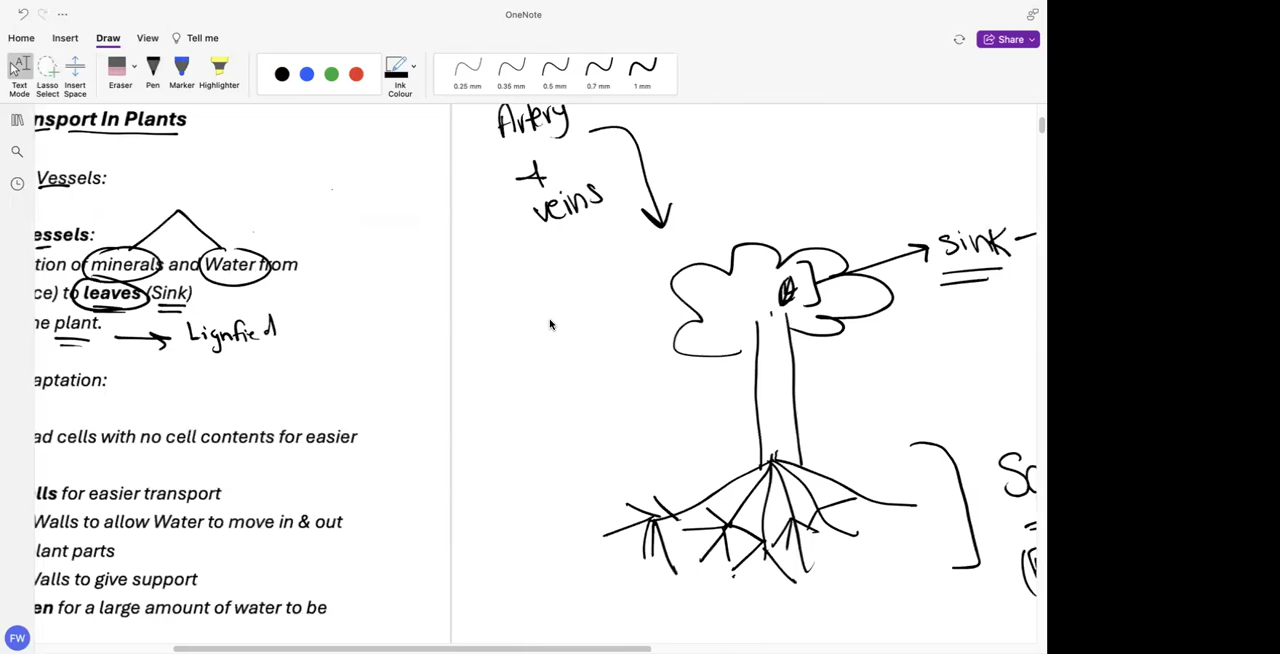 OneNote
Home Insert Draw View Tell me
Share
Text Mode
Lasso Select
Insert Space
Eraser
Pen
Marker
Highlighter
Ink Colour
0.25 mm 0.35 mm 0.5 mm 0.7 mm 1 mm
nsport In Plants
Vessels:
essels:
tion of minerals and Water from
ce) to leaves (Sink)
he plant.
Lignfied
aptation:
ad cells with no cell contents for easier
lls for easier transport
Walls to allow Water to move in & out
lant parts
Walls to give support
en for a large amount of water to be
FW
Artery
+
veins
sink
So